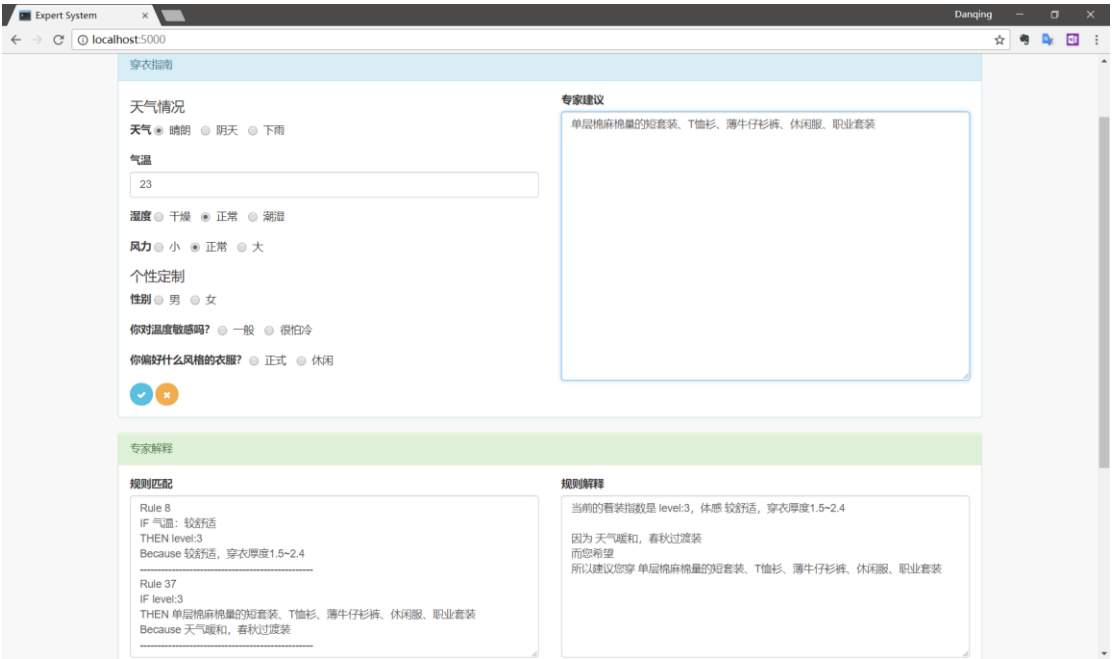 Expert System
Danqing
localhost:5000
穿衣指南
天气情况
天气 晴朗 阴天 下雨
气温
23
湿度 干燥 正常 潮湿
风力 小 正常 大
个性定制
性别 男 女
你对温度敏感吗? 一般 很怕冷
你偏好什么风格的衣服? 正式 休闲
专家建议
单层棉麻棉量的短套装、T恤衫、薄牛仔衫裤、休闲服、职业套装
专家解释
规则匹配
Rule 8
IF 气温: 较舒适
THEN level:3
Because 较舒适，穿衣厚度1.5~2.4
------------------------------------------------
Rule 37
IF level:3
THEN 单层棉麻棉量的短套装、T恤衫、薄牛仔衫裤、休闲服、职业套装
Because 天气暖和，春秋过渡装
------------------------------------------------
规则解释
当前的着装指数是 level:3，体感 较舒适，穿衣厚度1.5~2.4
因为 天气暖和，春秋过渡装
而您希望
所以建议您穿 单层棉麻棉量的短套装、T恤衫、薄牛仔衫裤、休闲服、职业套装